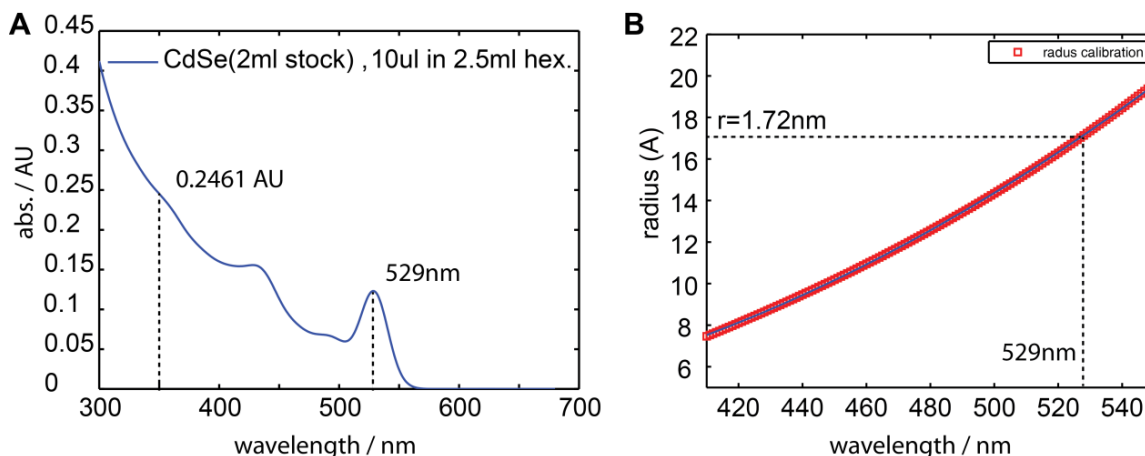 A
0.45
0.4
0.35
0.3
0.25
0.2
0.15
0.1
0.05
0
abs. / AU
CdSe(2ml stock) , 10ul in 2.5ml hex.
0.2461 AU
529nm
300 400 500 600 700
wavelength / nm
B
22
20
18
16
14
12
10
8
6
radius (A)
radus calibration
r=1.72nm
529nm
420 440 460 480 500 520 540
wavelength / nm